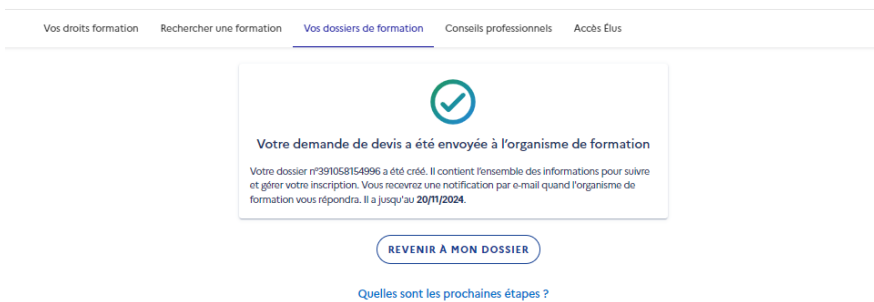 Vos droits formation Rechercher une formation Vos dossiers de formation Conseils professionnels Accès Élus
Votre demande de devis a été envoyée à l'organisme de formation
Votre dossier n°391058154996 a été créé. Il contient l'ensemble des informations pour suivre
et gérer votre inscription. Vous recevrez une notification par e-mail quand l'organisme de
formation vous répondra. Il a jusqu'au 20/11/2024.
REVENIR À MON DOSSIER
Quelles sont les prochaines étapes ?